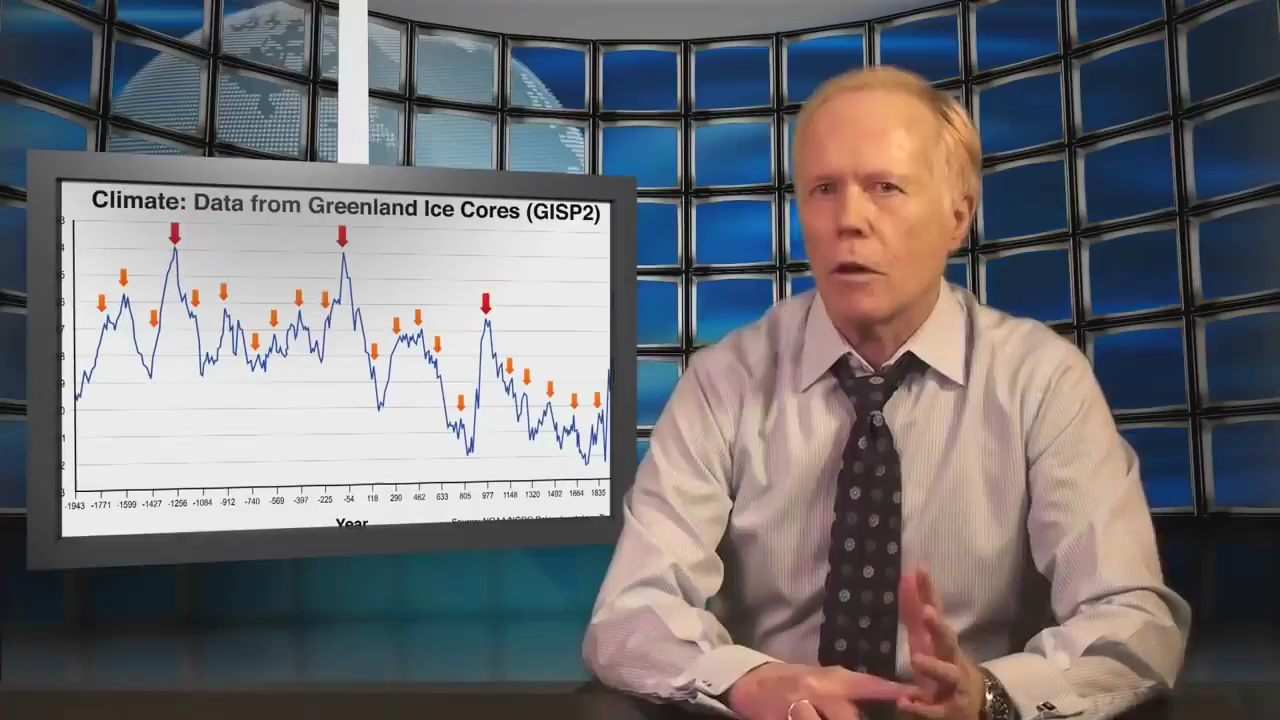 Climate: Data from Greenland Ice Cores (GISP2)
-1943 -1771 -1599 -1427 -1256 -1084 -912 -740 -569 -397 -225 -54 118 290 462 633 805 977 1148 1320 1492 1664 1835
Year